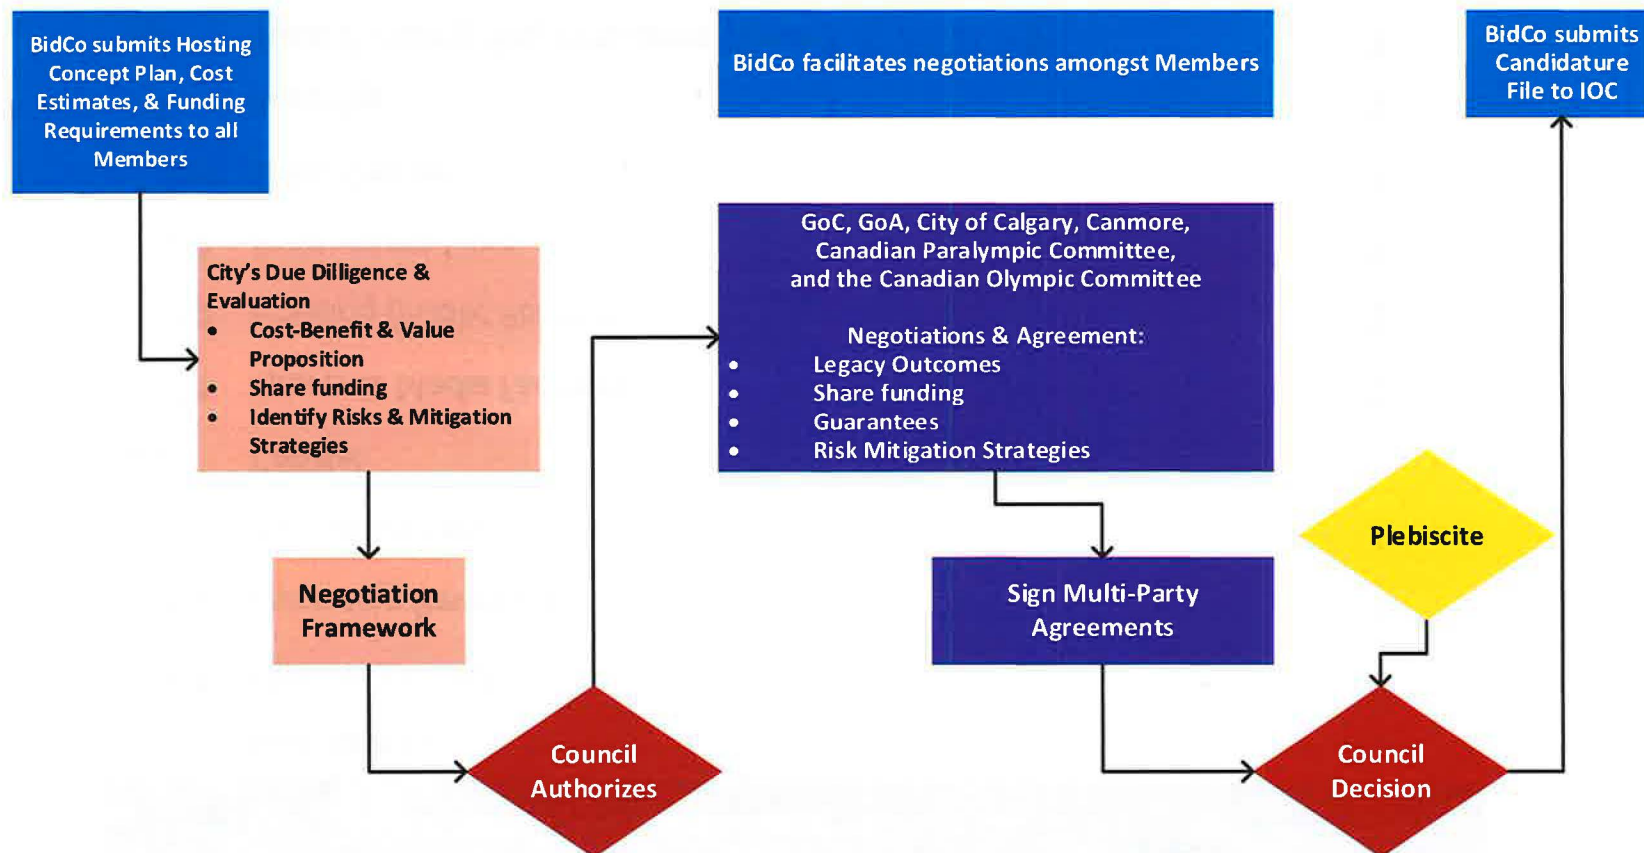 BidCo submits Hosting
Concept Plan, Cost
Estimates, & Funding
Requirements to all
Members
BidCo facilitates negotiations amongst Members
BidCo submits
Candidature
File to IOC
City's Due Dilligence &
Evaluation
• Cost-Benefit & Value
Proposition
• Share funding
• Identify Risks & Mitigation
Strategies
GoC, GoA, City of Calgary, Canmore,
Canadian Paralympic Committee,
and the Canadian Olympic Committee
Negotiations & Agreement:
• Legacy Outcomes
• Share funding
• Guarantees
• Risk Mitigation Strategies
Negotiation
Framework
Sign Multi-Party
Agreements
Plebiscite
Council
Authorizes
Council
Decision